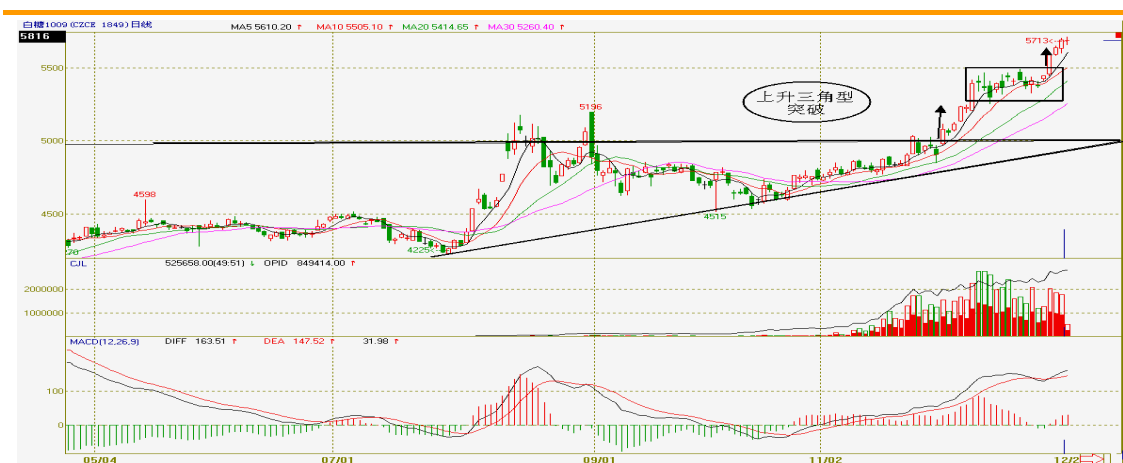 白糖1009 (CZCE 1849) 日线 MA5 5610.20 ↑ MA10 5505.10 ↑ MA20 5414.65 ↑ MA30 5260.40 ↑
5816
5713<-
5500
上升三角型
突破
5196
5000
4598
4500
4515
4225<-
70
CJL 525658.00(49:51) ↓ OPID 849414.00 ↑
2000000
1000000
MACD(12,26,9) DIFF 163.51 ↑ DEA 147.52 ↑ 31.98 ↑
100
0
05/04 07/01 09/01 11/02 12/2